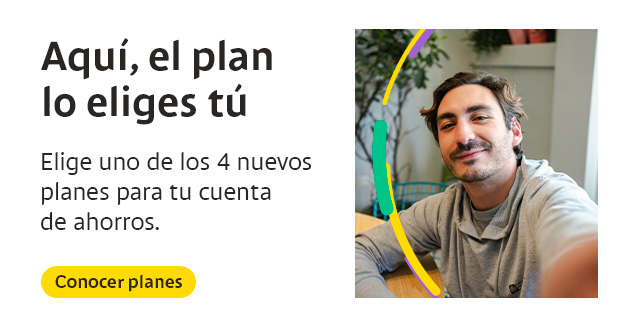 Aquí, el plan
lo eliges tú
Elige uno de los 4 nuevos
planes para tu cuenta
de ahorros.
Conocer planes